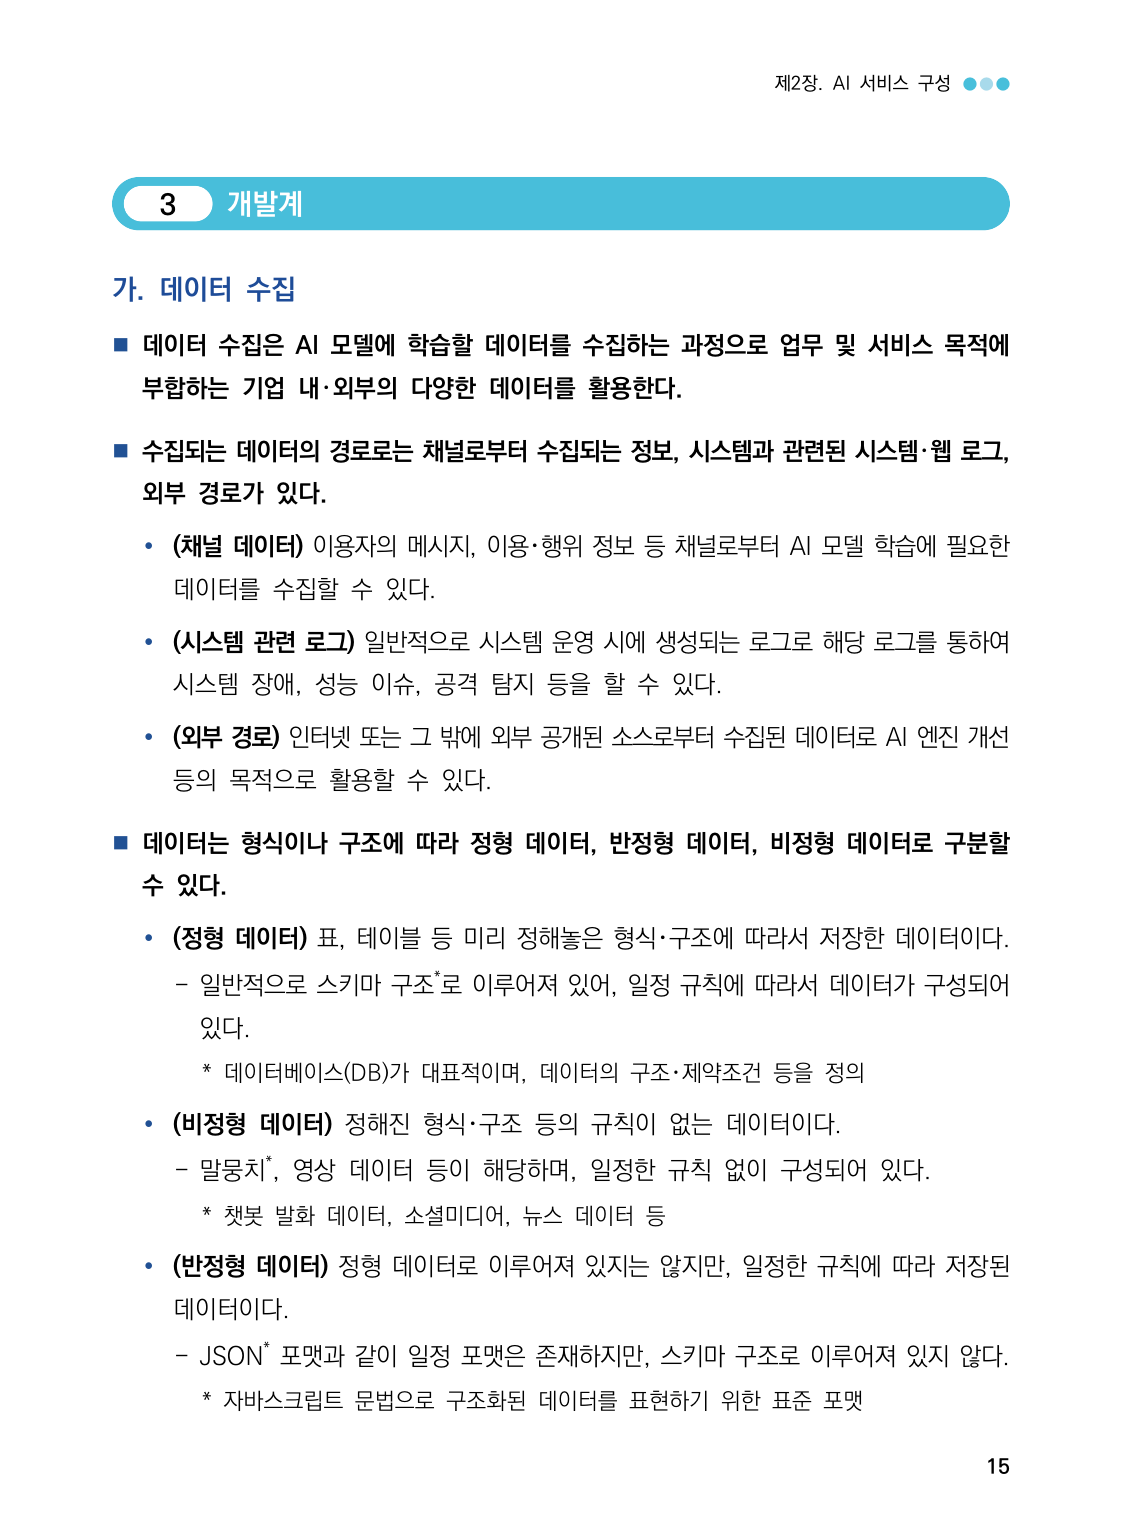 제2장. AI 서비스 구성
3 개발계
가. 데이터 수집
■ 데이터 수집은 AI 모델에 학습할 데이터를 수집하는 과정으로 업무 및 서비스 목적에
부합하는 기업 내·외부의 다양한 데이터를 활용한다.
■ 수집되는 데이터의 경로로는 채널로부터 수집되는 정보, 시스템과 관련된 시스템·웹 로그,
외부 경로가 있다.
• (채널 데이터) 이용자의 메시지, 이용·행위 정보 등 채널로부터 AI 모델 학습에 필요한
데이터를 수집할 수 있다.
• (시스템 관련 로그) 일반적으로 시스템 운영 시에 생성되는 로그로 해당 로그를 통하여
시스템 장애, 성능 이슈, 공격 탐지 등을 할 수 있다.
• (외부 경로) 인터넷 또는 그 밖에 외부 공개된 소스로부터 수집된 데이터로 AI 엔진 개선
등의 목적으로 활용할 수 있다.
■ 데이터는 형식이나 구조에 따라 정형 데이터, 반정형 데이터, 비정형 데이터로 구분할
수 있다.
• (정형 데이터) 표, 테이블 등 미리 정해놓은 형식·구조에 따라서 저장한 데이터이다.
– 일반적으로 스키마 구조*로 이루어져 있어, 일정 규칙에 따라서 데이터가 구성되어
있다.
* 데이터베이스(DB)가 대표적이며, 데이터의 구조·제약조건 등을 정의
• (비정형 데이터) 정해진 형식·구조 등의 규칙이 없는 데이터이다.
– 말뭉치*, 영상 데이터 등이 해당하며, 일정한 규칙 없이 구성되어 있다.
* 챗봇 발화 데이터, 소셜미디어, 뉴스 데이터 등
• (반정형 데이터) 정형 데이터로 이루어져 있지는 않지만, 일정한 규칙에 따라 저장된
데이터이다.
– JSON* 포맷과 같이 일정 포맷은 존재하지만, 스키마 구조로 이루어져 있지 않다.
* 자바스크립트 문법으로 구조화된 데이터를 표현하기 위한 표준 포맷
15